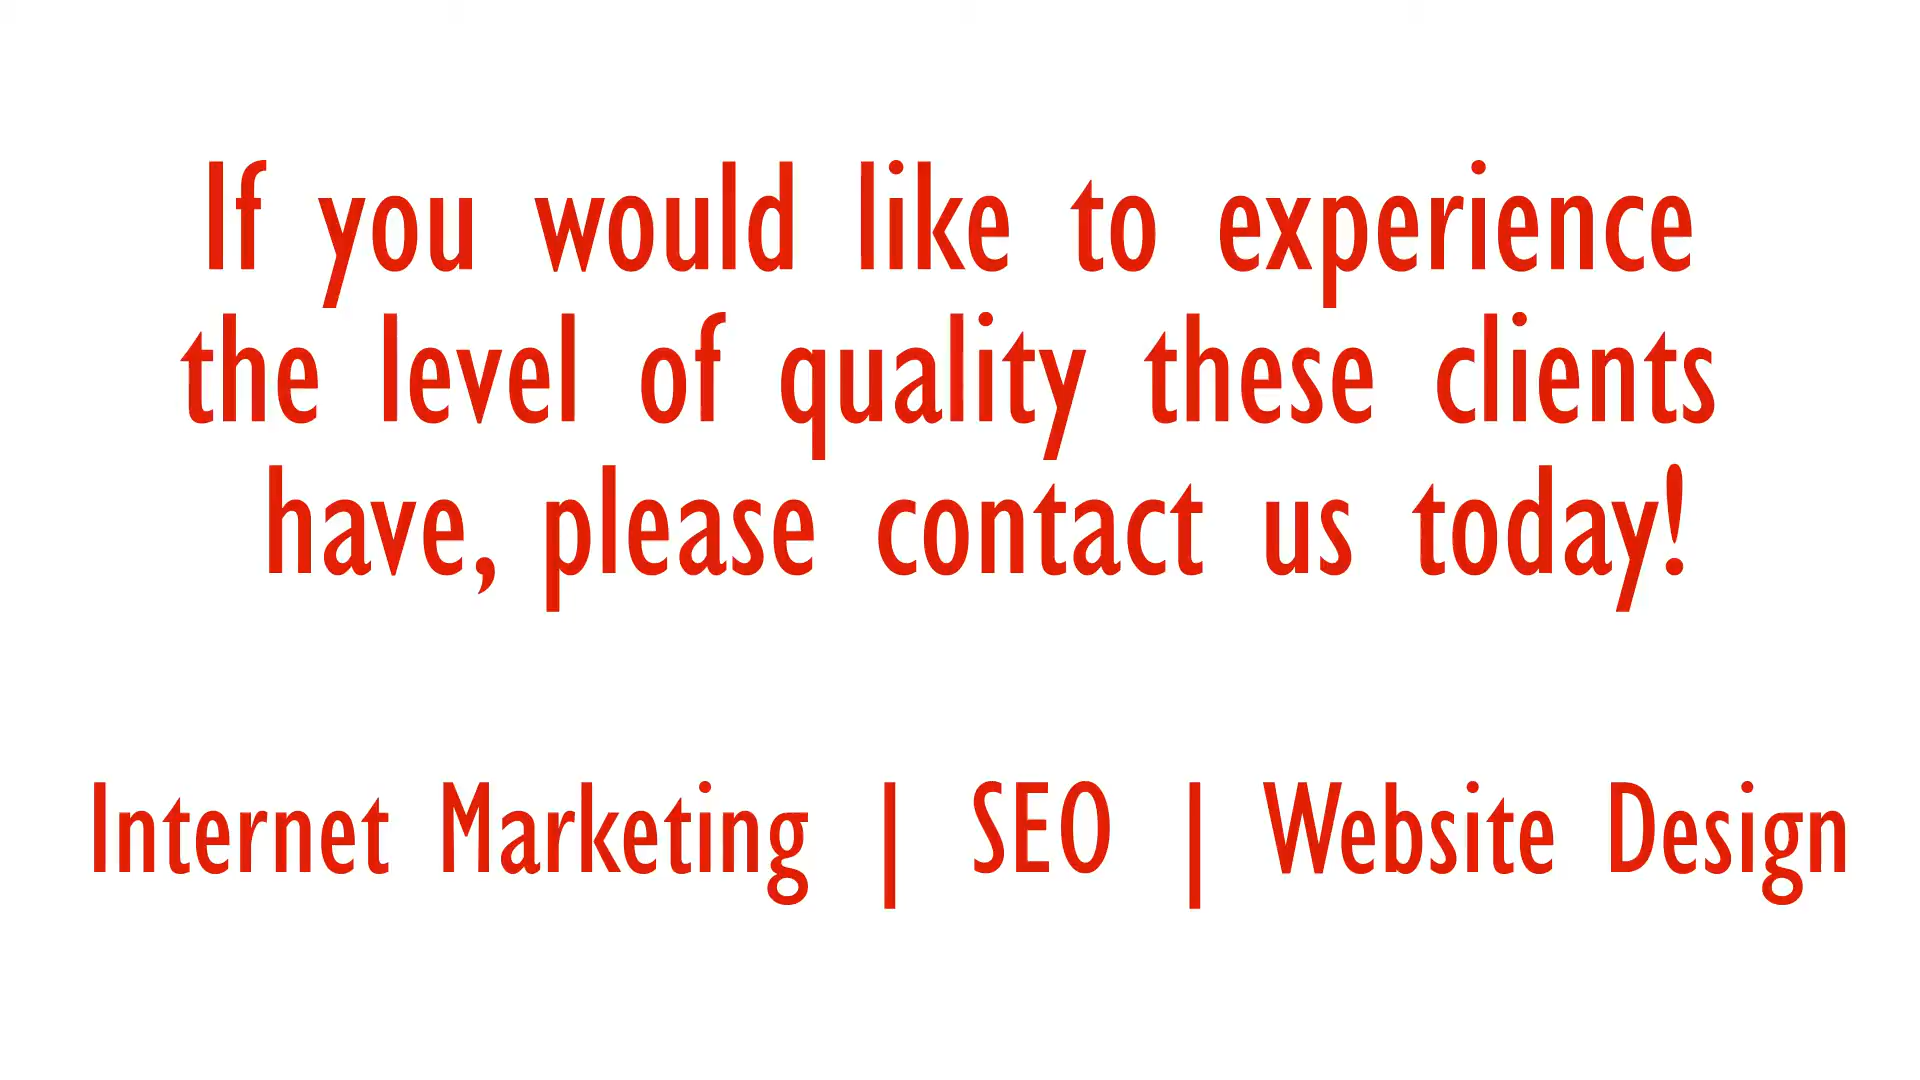 If you would like to experience
the level of quality these clients
have, please contact us today!
Internet Marketing | SEO | Website Design